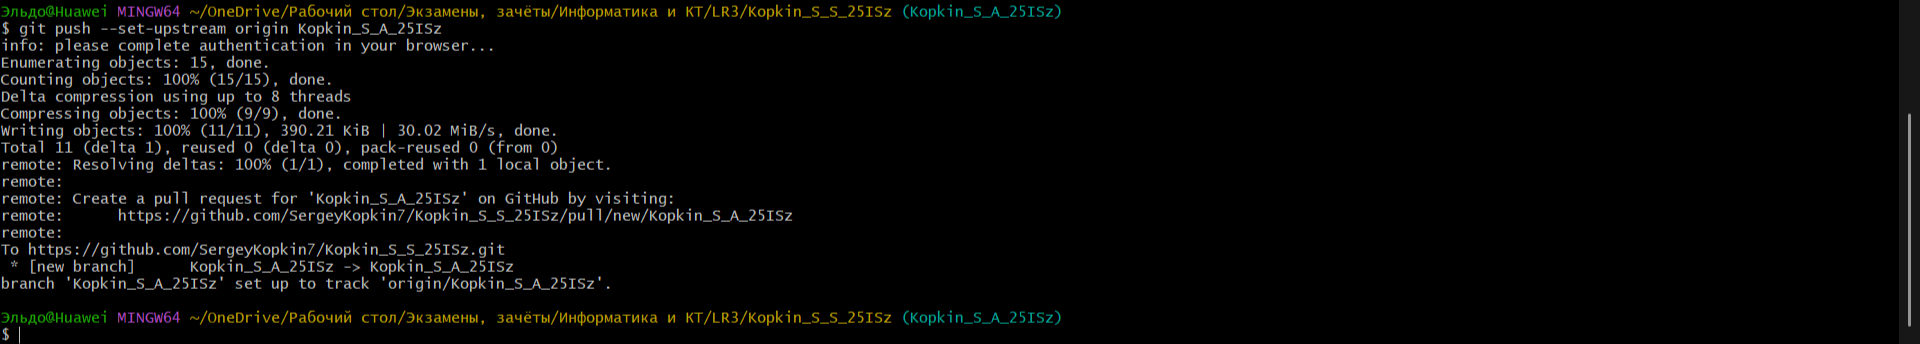 Эльдо@Huawei MINGW64 ~/OneDrive/Рабочий стол/Экзамены, зачёты/Информатика и КТ/LR3/Kopkin_S_S_25ISz (Kopkin_S_A_25ISz)
$ git push --set-upstream origin Kopkin_S_A_25ISz
info: please complete authentication in your browser...
Enumerating objects: 15, done.
Counting objects: 100% (15/15), done.
Delta compression using up to 8 threads
Compressing objects: 100% (9/9), done.
Writing objects: 100% (11/11), 390.21 KiB | 30.02 MiB/s, done.
Total 11 (delta 1), reused 0 (delta 0), pack-reused 0 (from 0)
remote: Resolving deltas: 100% (1/1), completed with 1 local object.
remote:
remote: Create a pull request for 'Kopkin_S_A_25ISz' on GitHub by visiting:
remote:      https://github.com/SergeyKopkin7/Kopkin_S_S_25ISz/pull/new/Kopkin_S_A_25ISz
remote:
To https://github.com/SergeyKopkin7/Kopkin_S_S_25ISz.git
 * [new branch]      Kopkin_S_A_25ISz -> Kopkin_S_A_25ISz
branch 'Kopkin_S_A_25ISz' set up to track 'origin/Kopkin_S_A_25ISz'.
Эльдо@Huawei MINGW64 ~/OneDrive/Рабочий стол/Экзамены, зачёты/Информатика и КТ/LR3/Kopkin_S_S_25ISz (Kopkin_S_A_25ISz)
$